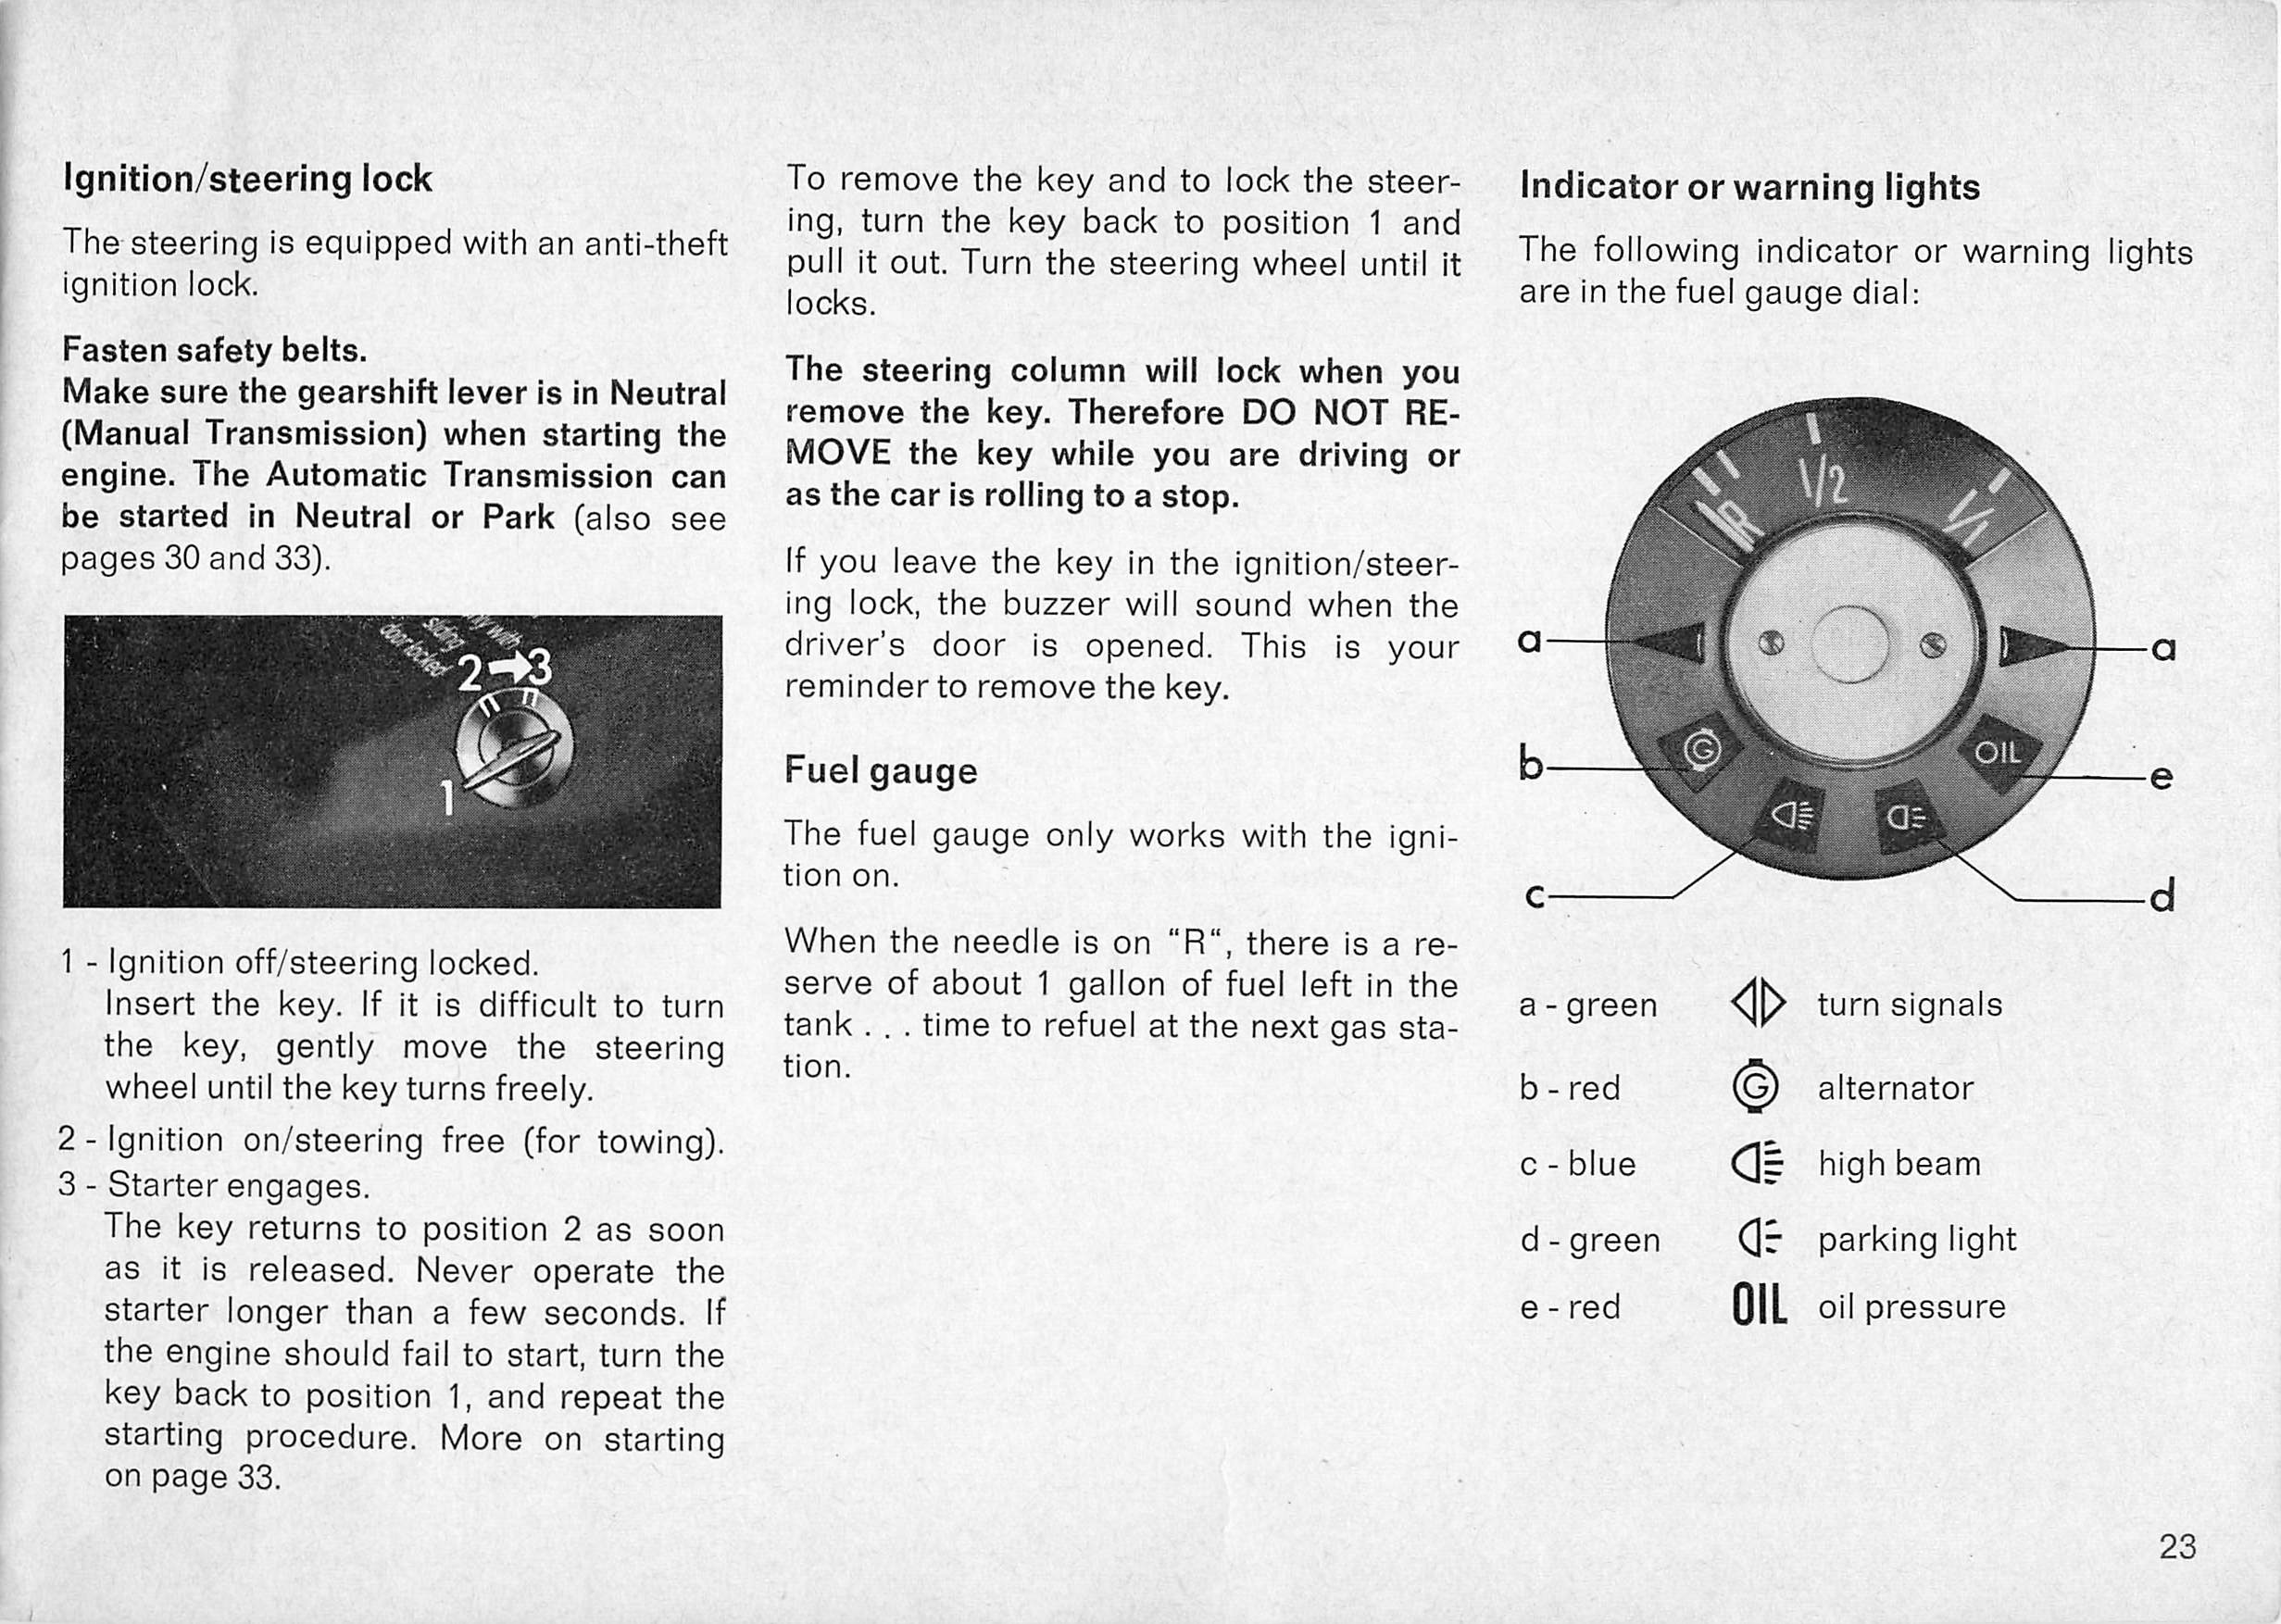 Ignition/steering lock
The steering is equipped with an anti-theft
ignition lock.
Fasten safety belts.
Make sure the gearshift lever is in Neutral
(Manual Transmission) when starting the
engine. The Automatic Transmission can
be started in Neutral or Park (also see
pages 30 and 33).
ny with
sliding
door locked
2➔3
1
1 - Ignition off/steering locked.
Insert the key. If it is difficult to turn
the key, gently move the steering
wheel until the key turns freely.
2 - Ignition on/steering free (for towing).
3 - Starter engages.
The key returns to position 2 as soon
as it is released. Never operate the
starter longer than a few seconds. If
the engine should fail to start, turn the
key back to position 1, and repeat the
starting procedure. More on starting
on page 33.
To remove the key and to lock the steer-
ing, turn the key back to position 1 and
pull it out. Turn the steering wheel until it
locks.
The steering column will lock when you
remove the key. Therefore DO NOT RE-
MOVE the key while you are driving or
as the car is rolling to a stop.
If you leave the key in the ignition/steer-
ing lock, the buzzer will sound when the
driver's door is opened. This is your
reminder to remove the key.
Fuel gauge
The fuel gauge only works with the igni-
tion on.
When the needle is on “R“, there is a re-
serve of about 1 gallon of fuel left in the
tank . . . time to refuel at the next gas sta-
tion.
Indicator or warning lights
The following indicator or warning lights
are in the fuel gauge dial:
R 1/2 1/1
a a
b G OIL e
c d
a - green turn signals
b - red G alternator
c - blue high beam
d - green parking light
e - red OIL oil pressure
23